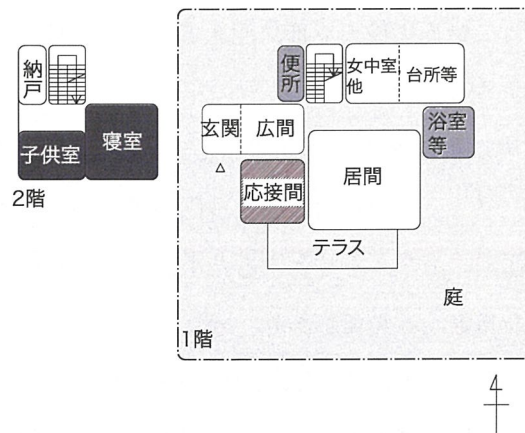 納戸
子供室
寝室
2階
便所
女中室,他
台所等
浴室等
玄関
広間
応接間
居間
テラス
庭
1階